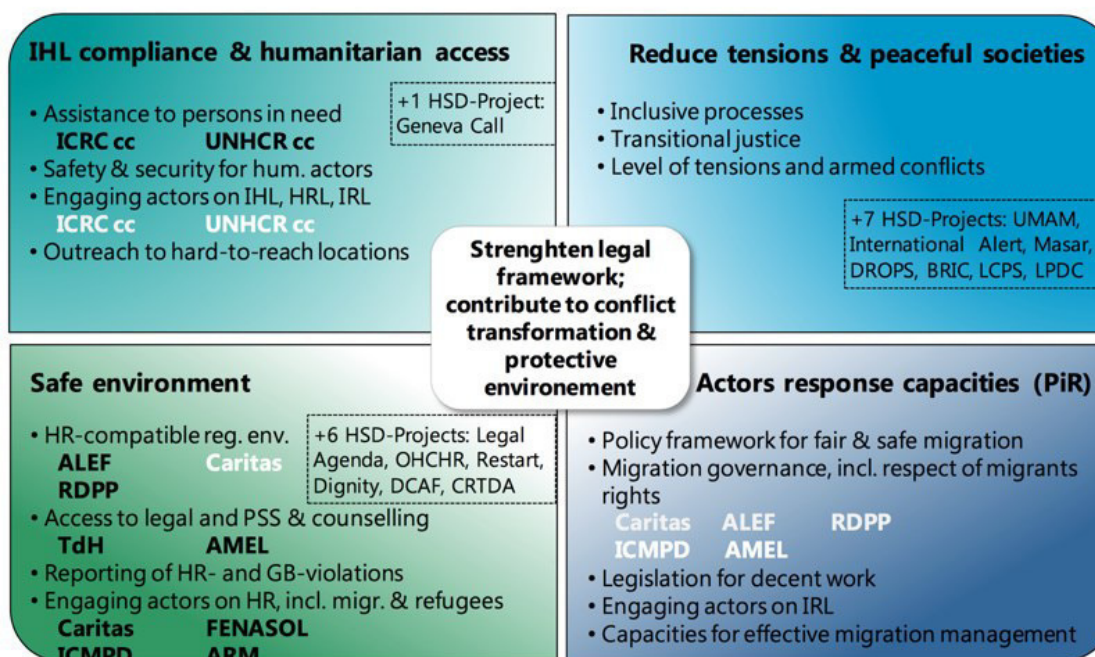 IHL compliance & humanitarian access
• Assistance to persons in need
ICRC cc UNHCR cc
• Safety & security for hum. actors
• Engaging actors on IHL, HRL, IRL
ICRC cc UNHCR cc
• Outreach to hard-to-reach locations
+1 HSD-Project:
Geneva Call
Reduce tensions & peaceful societies
• Inclusive processes
• Transitional justice
• Level of tensions and armed conflicts
+7 HSD-Projects: UMAM,
International Alert, Masar,
DROPS, BRIC, LCPS, LPDC
Strenghten legal
framework;
contribute to conflict
transformation &
protective
environement
Safe environment
• HR-compatible reg. env.
ALEF Caritas
RDPP
• Access to legal and PSS & counselling
TdH AMEL
• Reporting of HR- and GB-violations
• Engaging actors on HR, incl. migr. & refugees
Caritas FENASOL
ICMPD ARM
+6 HSD-Projects: Legal
Agenda, OHCHR, Restart,
Dignity, DCAF, CRTDA
Actors response capacities (PiR)
• Policy framework for fair & safe migration
• Migration governance, incl. respect of migrants
rights
Caritas ALEF RDPP
ICMPD AMEL
• Legislation for decent work
• Engaging actors on IRL
• Capacities for effective migration management